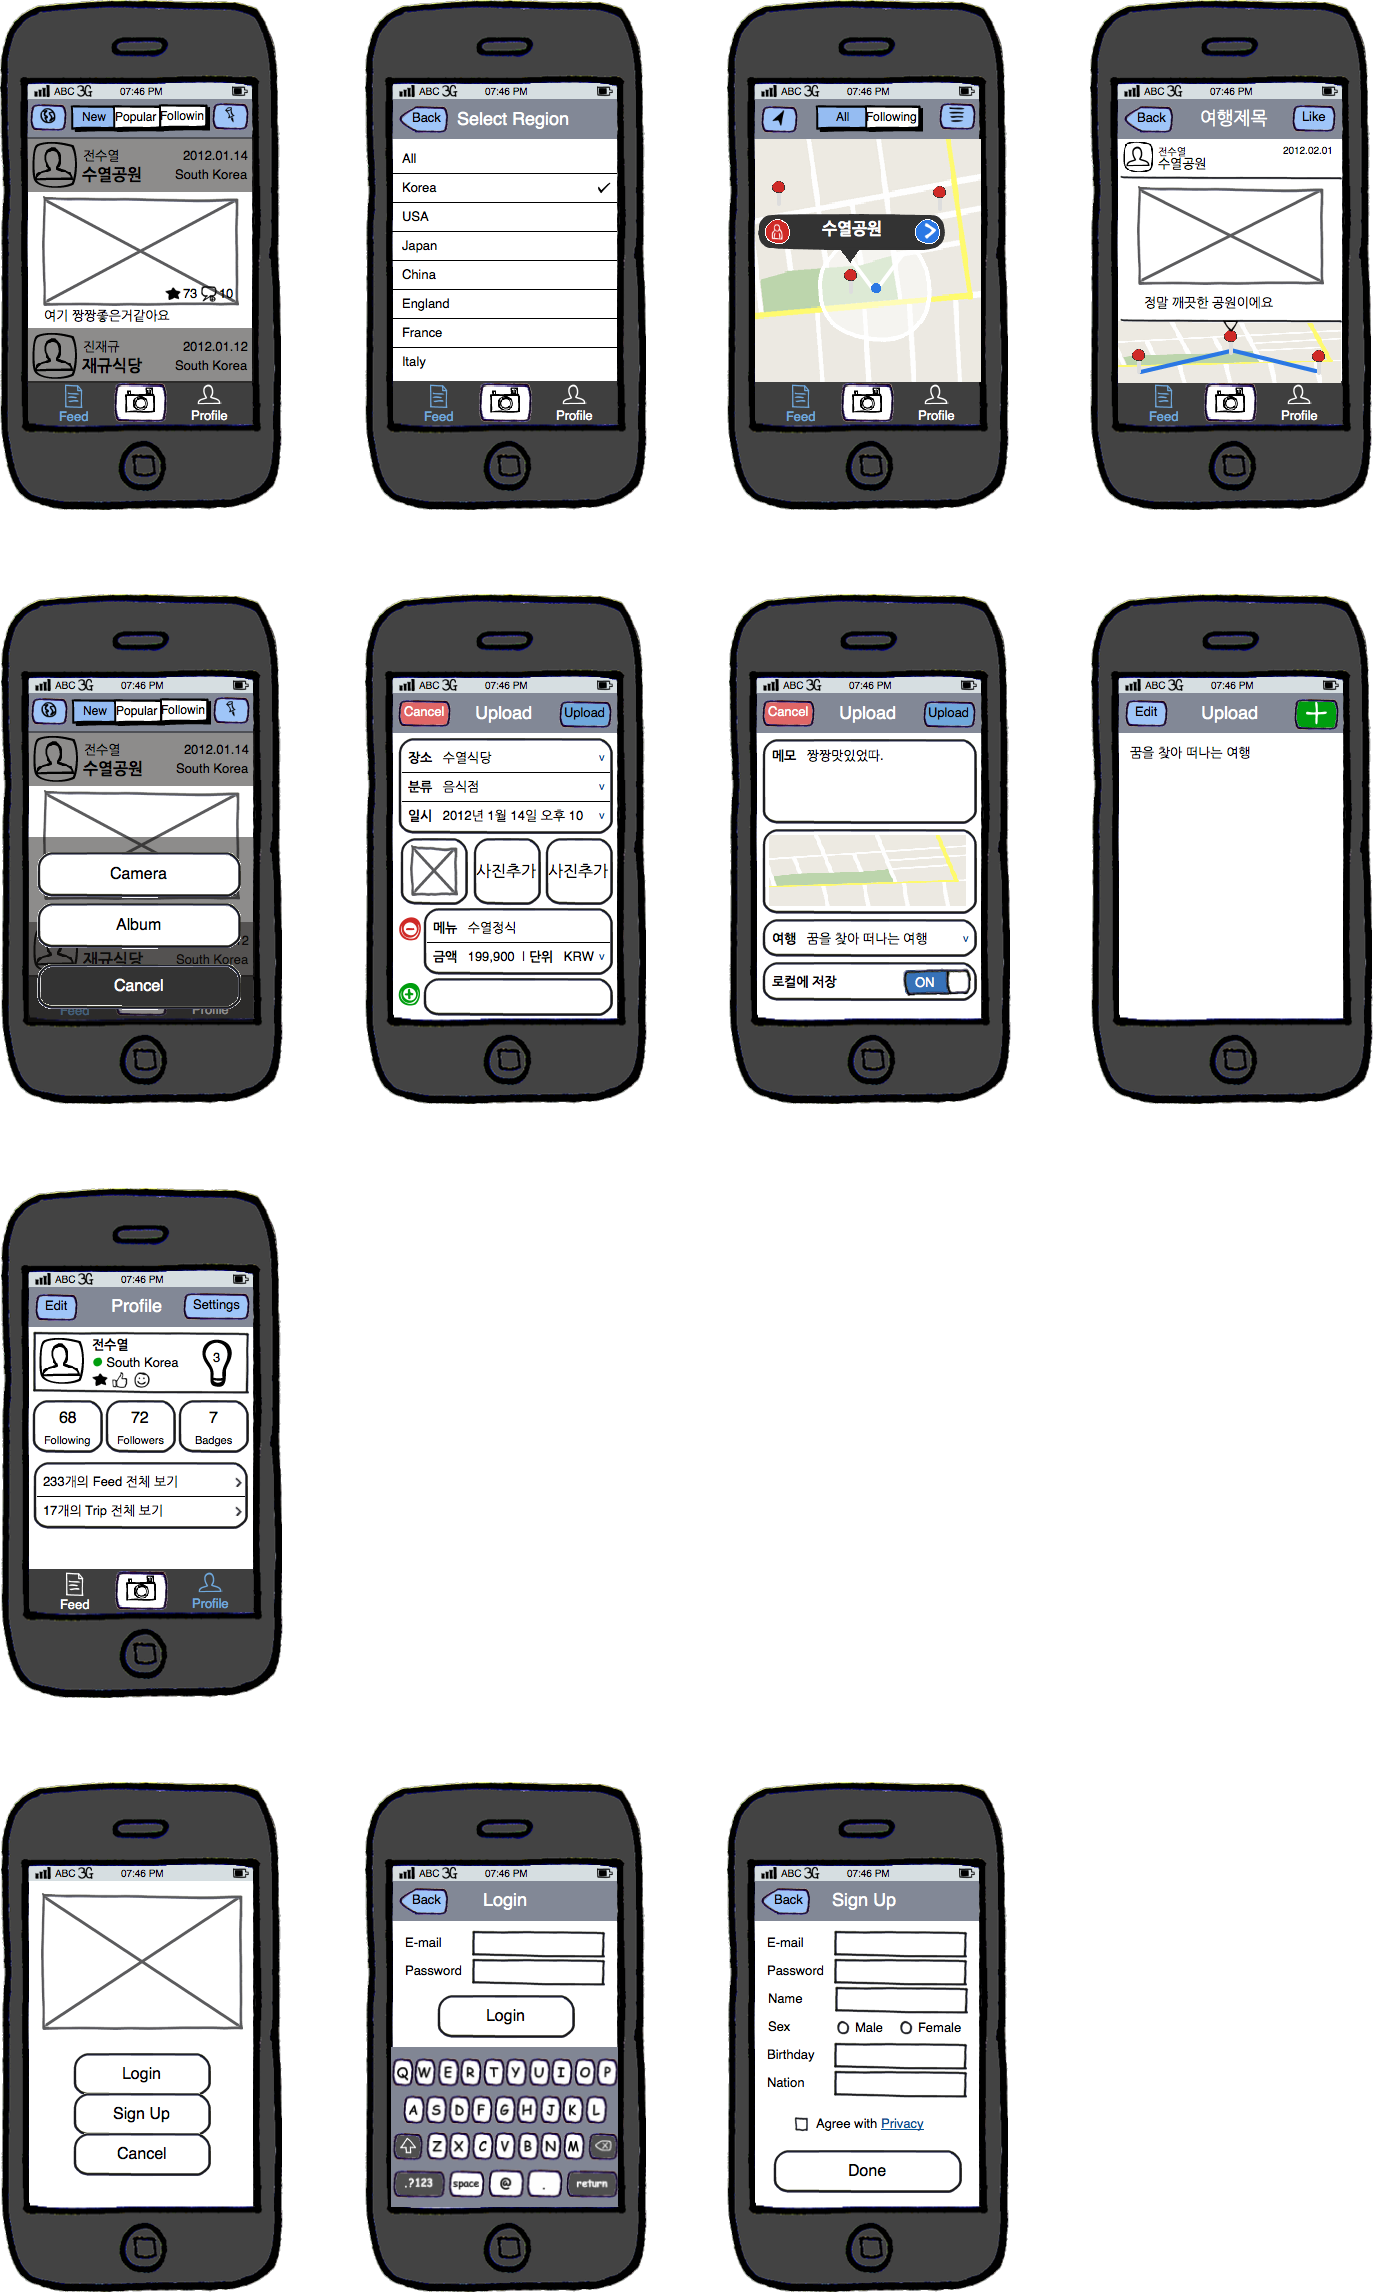 ABC 3G 07:46 PM
New Popular Followin
전수열 2012.01.14
수열공원 South Korea
73 10
여기 짱짱좋은거같아요
진재규 2012.01.12
재규식당 South Korea
Feed Profile
ABC 3G 07:46 PM
Back Select Region
All
Korea
USA
Japan
China
England
France
Italy
Feed Profile
ABC 3G 07:46 PM
All Following
수열공원
Feed Profile
ABC 3G 07:46 PM
Back 여행제목 Like
전수열 2012.02.01
수열공원
정말 깨끗한 공원이에요
Feed Profile
ABC 3G 07:46 PM
New Popular Followin
전수열 2012.01.14
수열공원 South Korea
Camera
Album
재규식당 South Korea
Cancel
Feed Profile
ABC 3G 07:46 PM
Cancel Upload Upload
장소 수열식당 v
분류 음식점 v
일시 2012년 1월 14일 오후 10 v
사진추가 사진추가
메뉴 수열정식
금액 199,900 | 단위 KRW v
ABC 3G 07:46 PM
Cancel Upload Upload
메모 짱짱맛있었따.
여행 꿈을 찾아 떠나는 여행 v
로컬에 저장 ON
ABC 3G 07:46 PM
Edit Upload
꿈을 찾아 떠나는 여행
ABC 3G 07:46 PM
Edit Profile Settings
전수열
South Korea
3
68 72 7
Following Followers Badges
233개의 Feed 전체 보기
17개의 Trip 전체 보기
Feed Profile
ABC 3G 07:46 PM
Login
Sign Up
Cancel
ABC 3G 07:46 PM
Back Login
E-mail
Password
Login
Q W E R T Y U I O P
A S D F G H J K L
Z X C V B N M
.?123 space @ . return
ABC 3G 07:46 PM
Back Sign Up
E-mail
Password
Name
Sex Male Female
Birthday
Nation
Agree with Privacy
Done